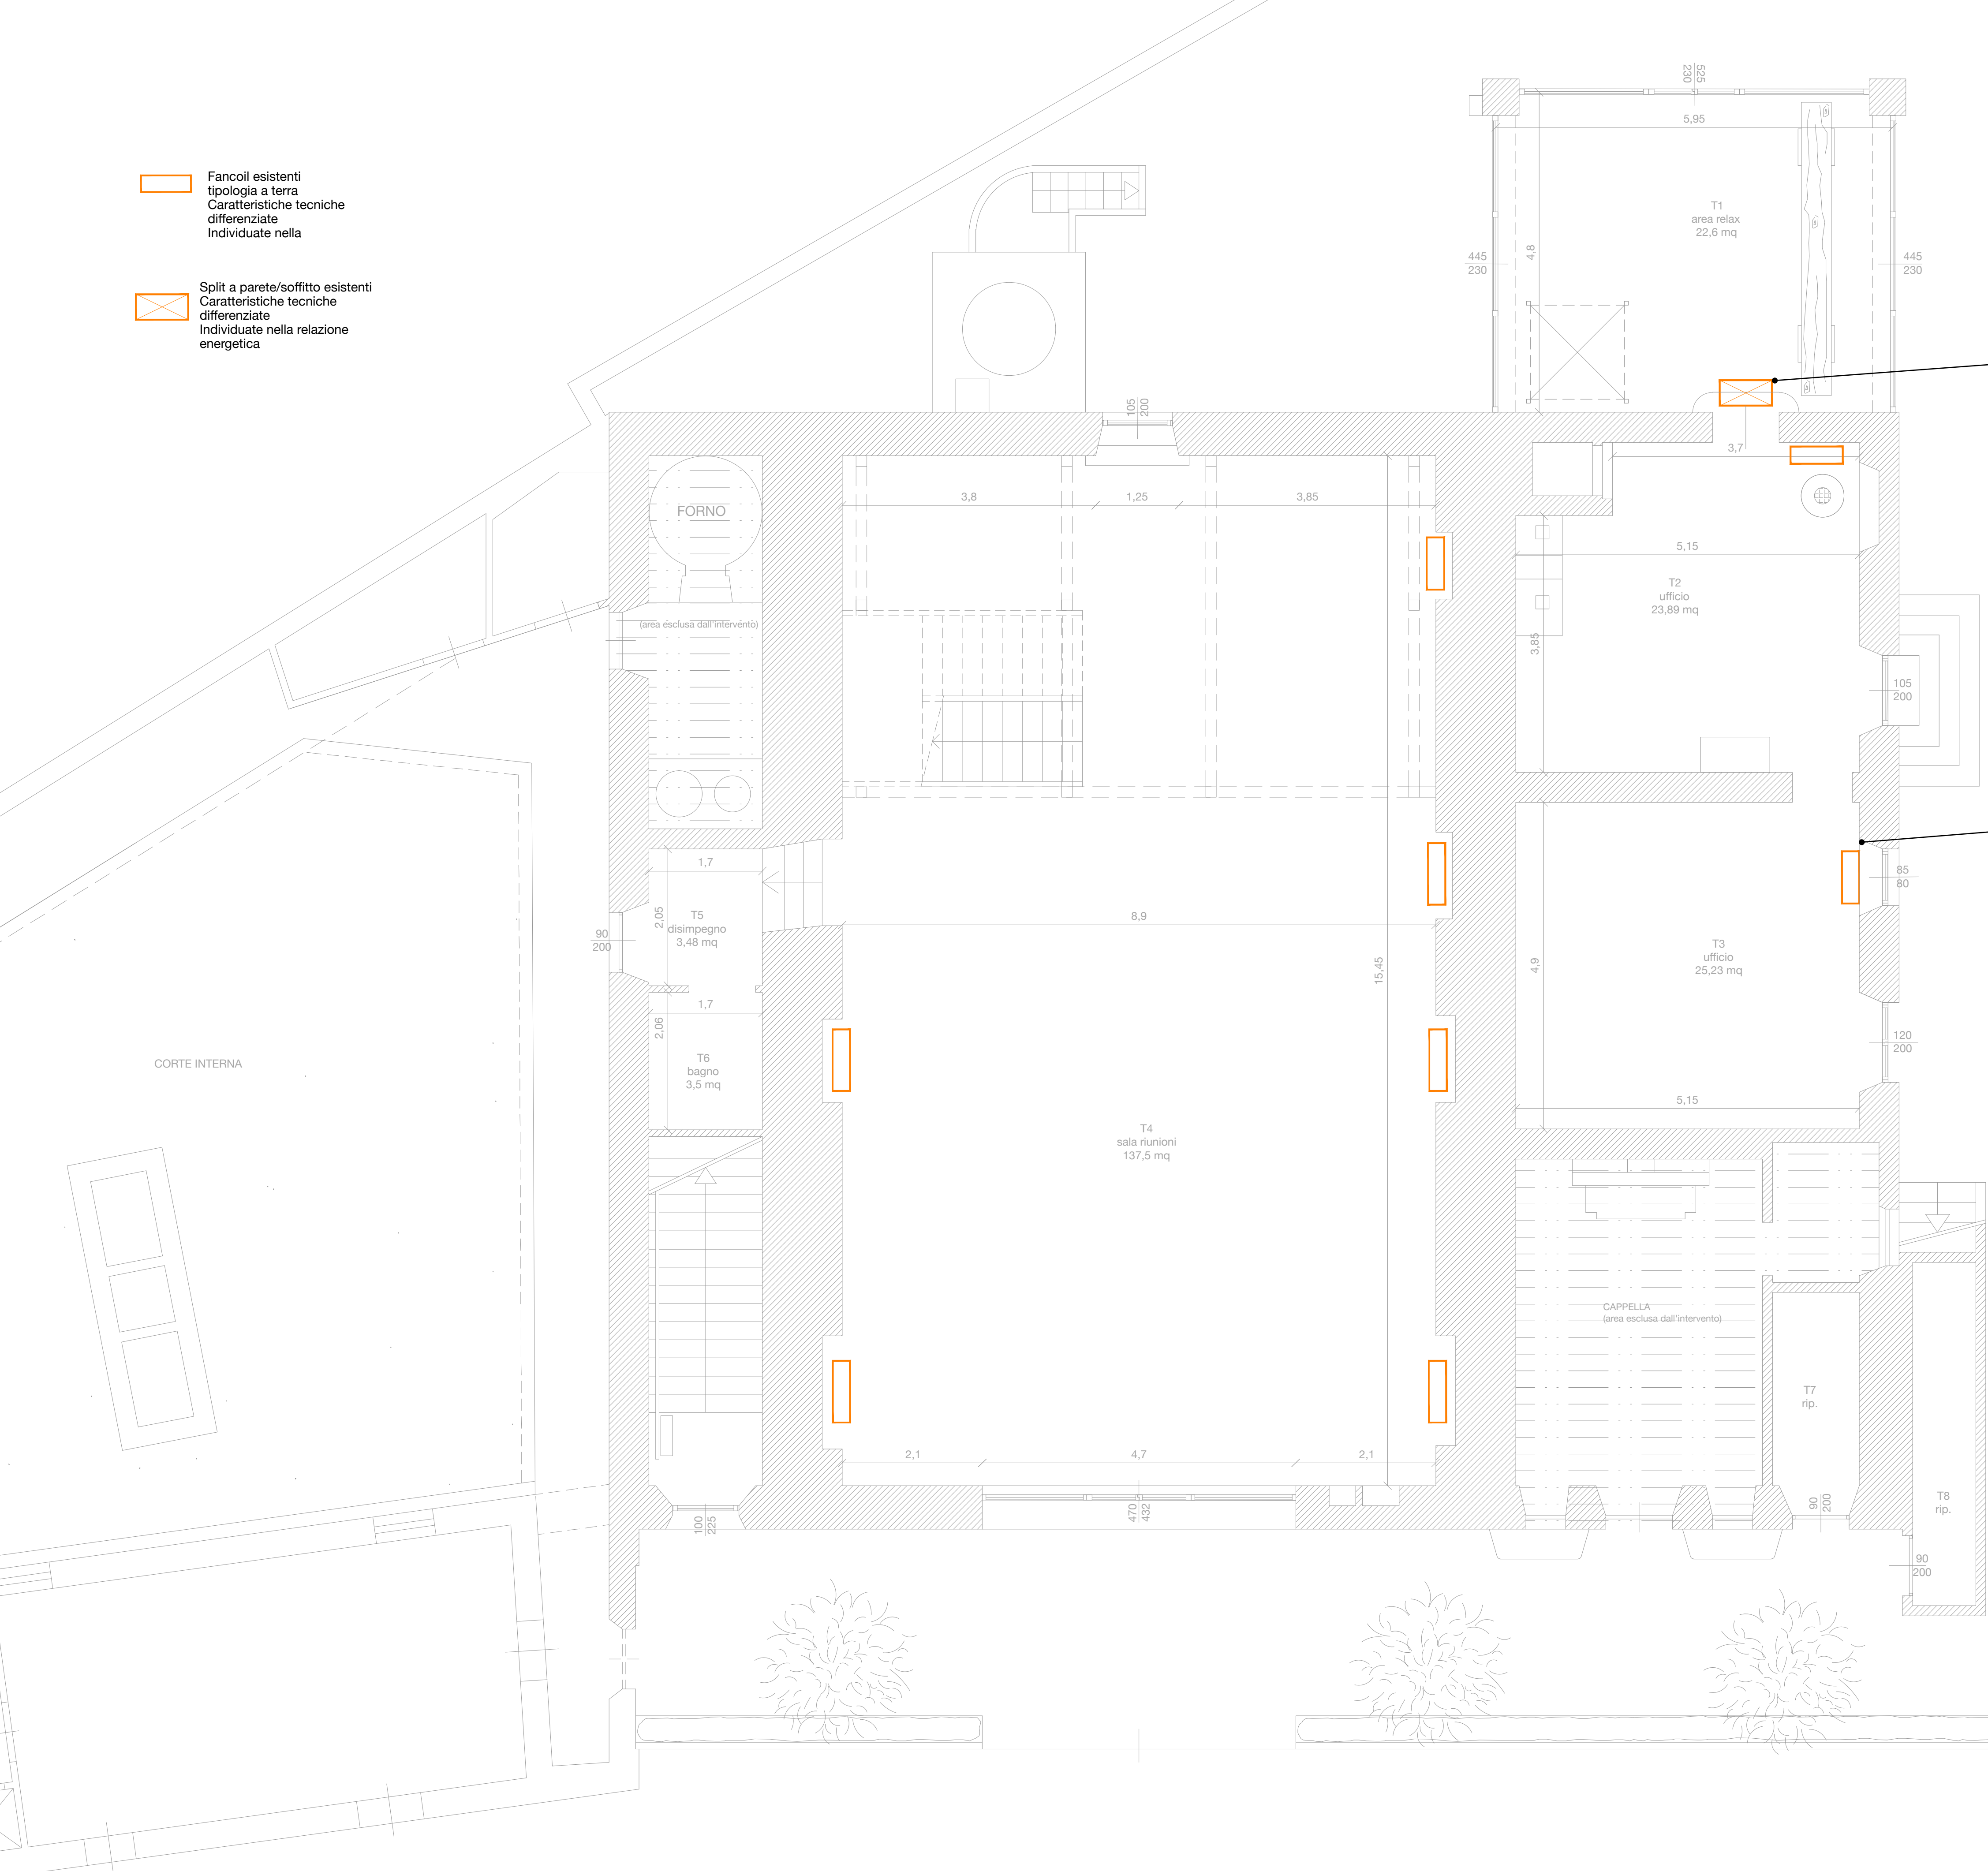 Fancoil esistenti
tipologia a terra
Caratteristiche tecniche
differenziate
Individuate nella
Split a parete/soffitto esistenti
Caratteristiche tecniche
differenziate
Individuate nella relazione
energetica
230
525
5,95
T1
area relax
22,6 mq
4,8
445
230
445
230
105
200
3,7
3,8
1,25
3,85
FORNO
5,15
T2
ufficio
23,89 mq
(area esclusa dall'intervento)
3,85
105
200
1,7
85
80
2,05
T5
disimpegno
3,48 mq
8,9
90
200
T3
ufficio
25,23 mq
15,45
4,9
1,7
2,06
120
200
CORTE INTERNA
T6
bagno
3,5 mq
5,15
T4
sala riunioni
137,5 mq
CAPPELLA
(area esclusa dall'intervento)
T7
rip.
2,1
4,7
2,1
T8
rip.
100
225
470
432
90
200
90
200